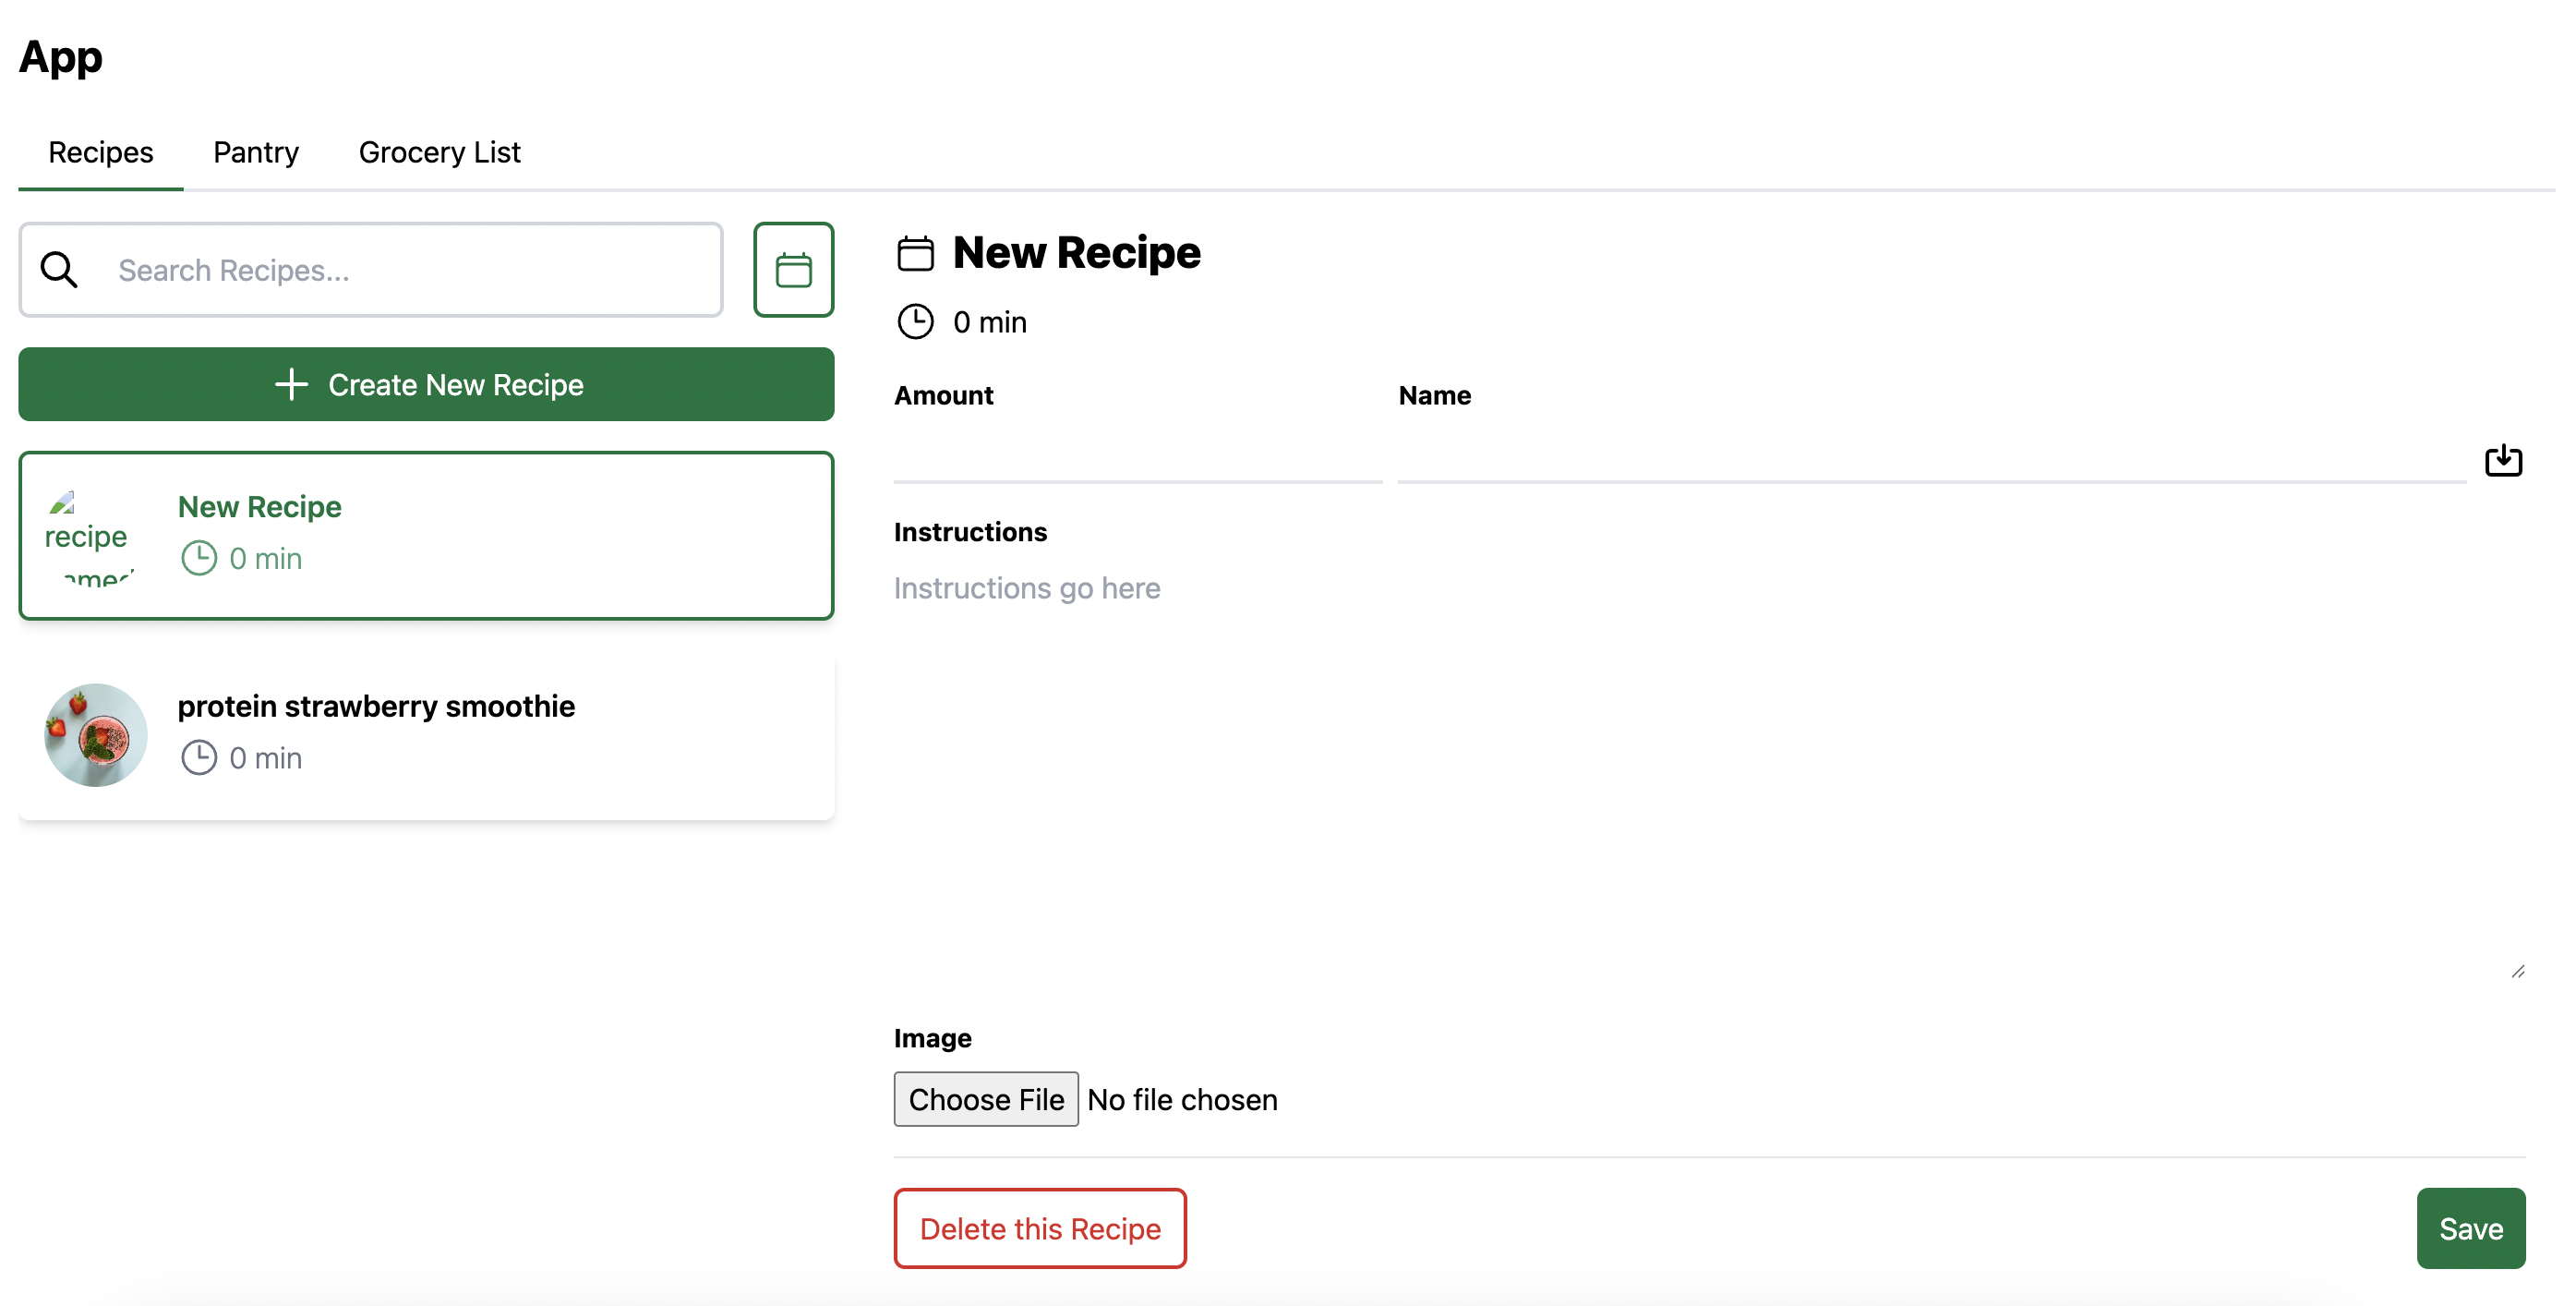 App
Recipes Pantry Grocery List
Search Recipes...
Create New Recipe
New Recipe
0 min
recipe
protein strawberry smoothie
0 min
New Recipe
0 min
Amount Name
Instructions
Instructions go here
Image
Choose File No file chosen
Delete this Recipe Save